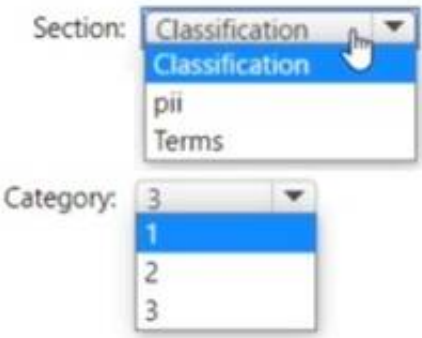 Section: Classification
Classification
pii
Terms
Category: 3
1
2
3